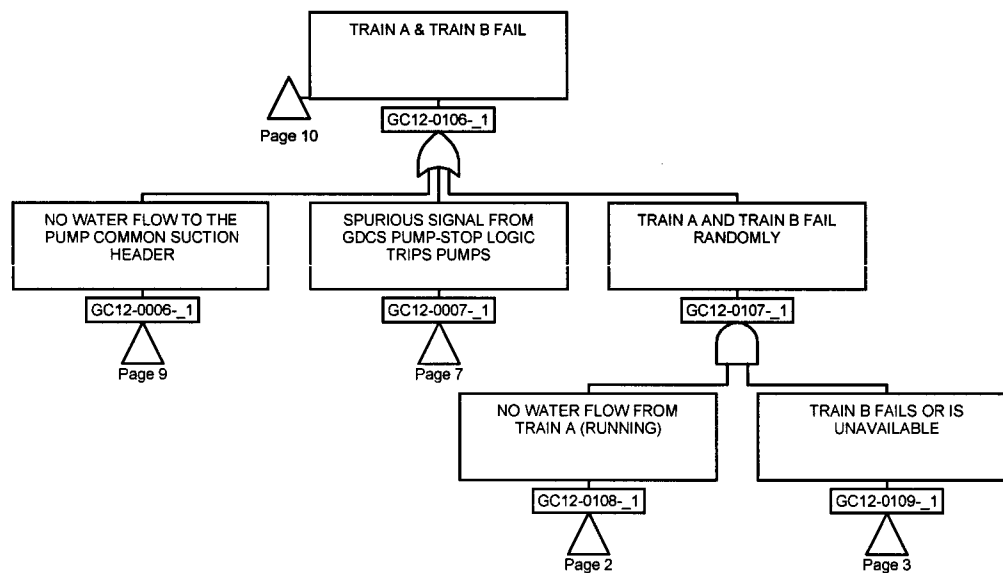 TRAIN A & TRAIN B FAIL
Page 10
GC12-0106-_1
NO WATER FLOW TO THE
PUMP COMMON SUCTION
HEADER
GC12-0006-_1
Page 9
SPURIOUS SIGNAL FROM
GDCS PUMP-STOP LOGIC
TRIPS PUMPS
GC12-0007-_1
Page 7
TRAIN A AND TRAIN B FAIL
RANDOMLY
GC12-0107-_1
NO WATER FLOW FROM
TRAIN A (RUNNING)
GC12-0108-_1
Page 2
TRAIN B FAILS OR IS
UNAVAILABLE
GC12-0109-_1
Page 3